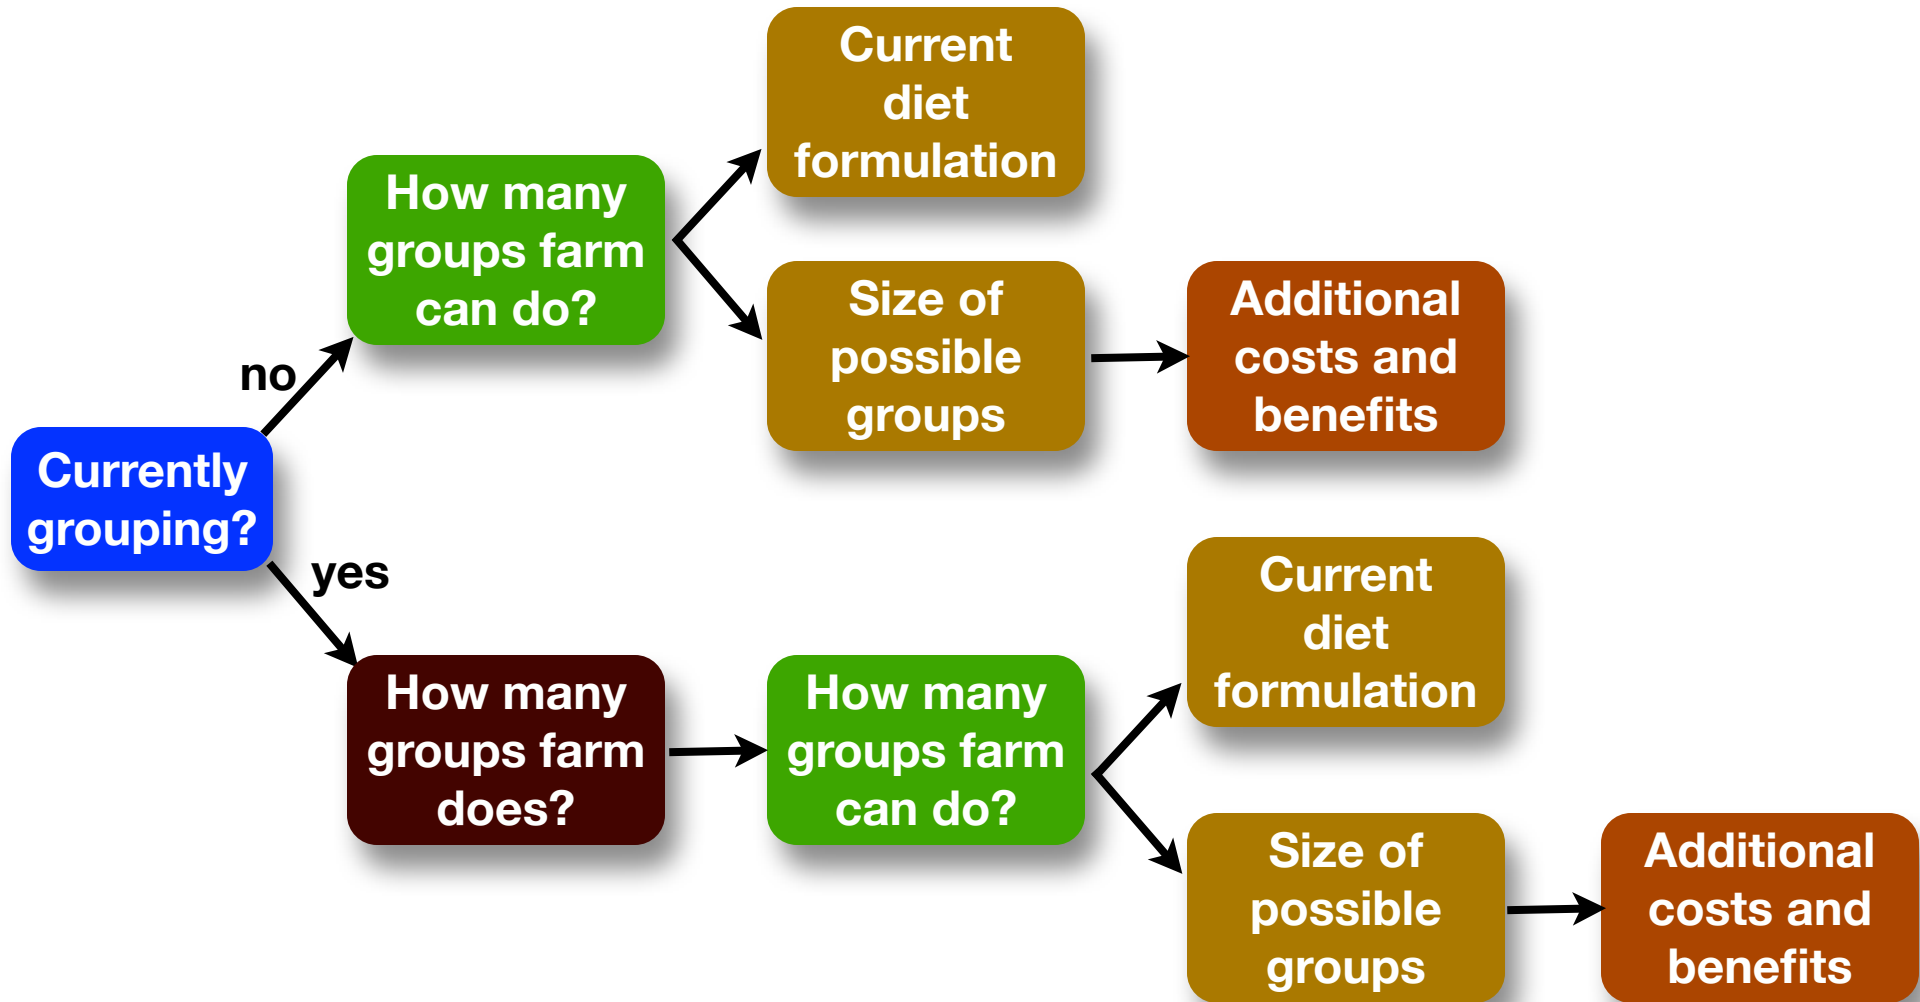 Current
diet
formulation
How many
groups farm
can do?
Size of
possible
groups
Additional
costs and
benefits
no
Currently
grouping?
yes
How many
groups farm
does?
How many
groups farm
can do?
Current
diet
formulation
Size of
possible
groups
Additional
costs and
benefits